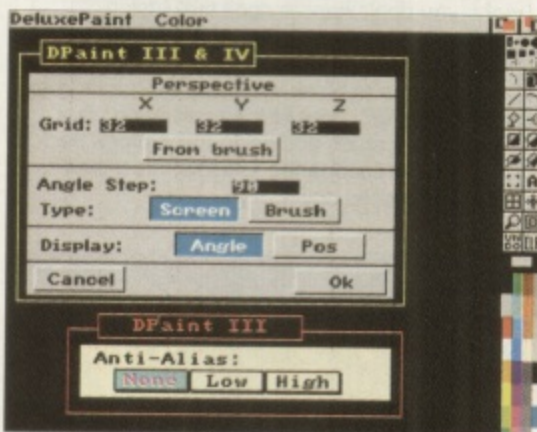 DeluxePaint Color
DPaint III & IV
Perspective
X Y Z
Grid: 32 32 32
From brush
Angle Step: 90
Type: Screen Brush
Display: Angle Pos
Cancel Ok
DPaint III
Anti-Alias:
None Low High